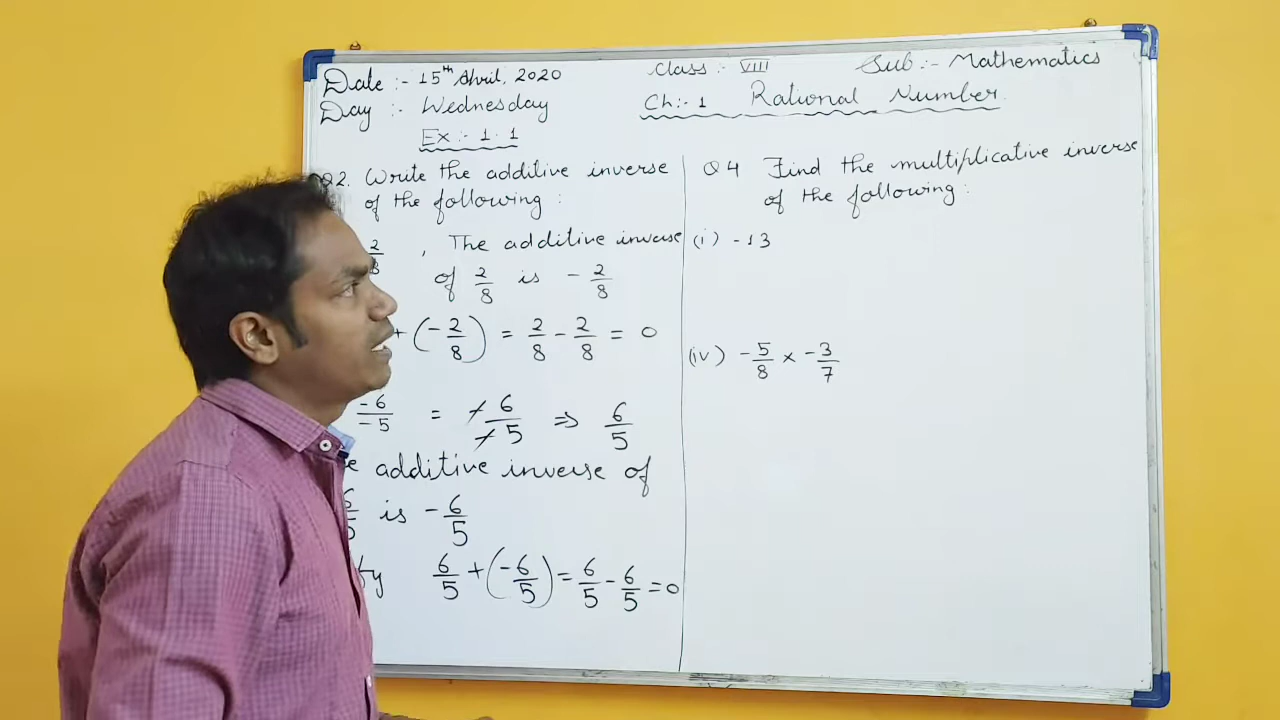 Date :- 15th April, 2020
Day :- Wednesday
Class :- VIII
Sub :- Mathematics
Ch:- 1 Rational Number
Ex :- 1.1
Q2. Write the additive inverse
of the following :
2/8 , The additive inverse
of 2/8 is - 2/8
+ (-2/8) = 2/8 - 2/8 = 0
-6/-5 = -6/-5 ⇒ 6/5
additive inverse of
6/5 is -6/5
6/5 + (-6/5) = 6/5 - 6/5 = 0
Q4 Find the multiplicative inverse
of the following :
(i) -13
(iv) -5/8 × -3/7